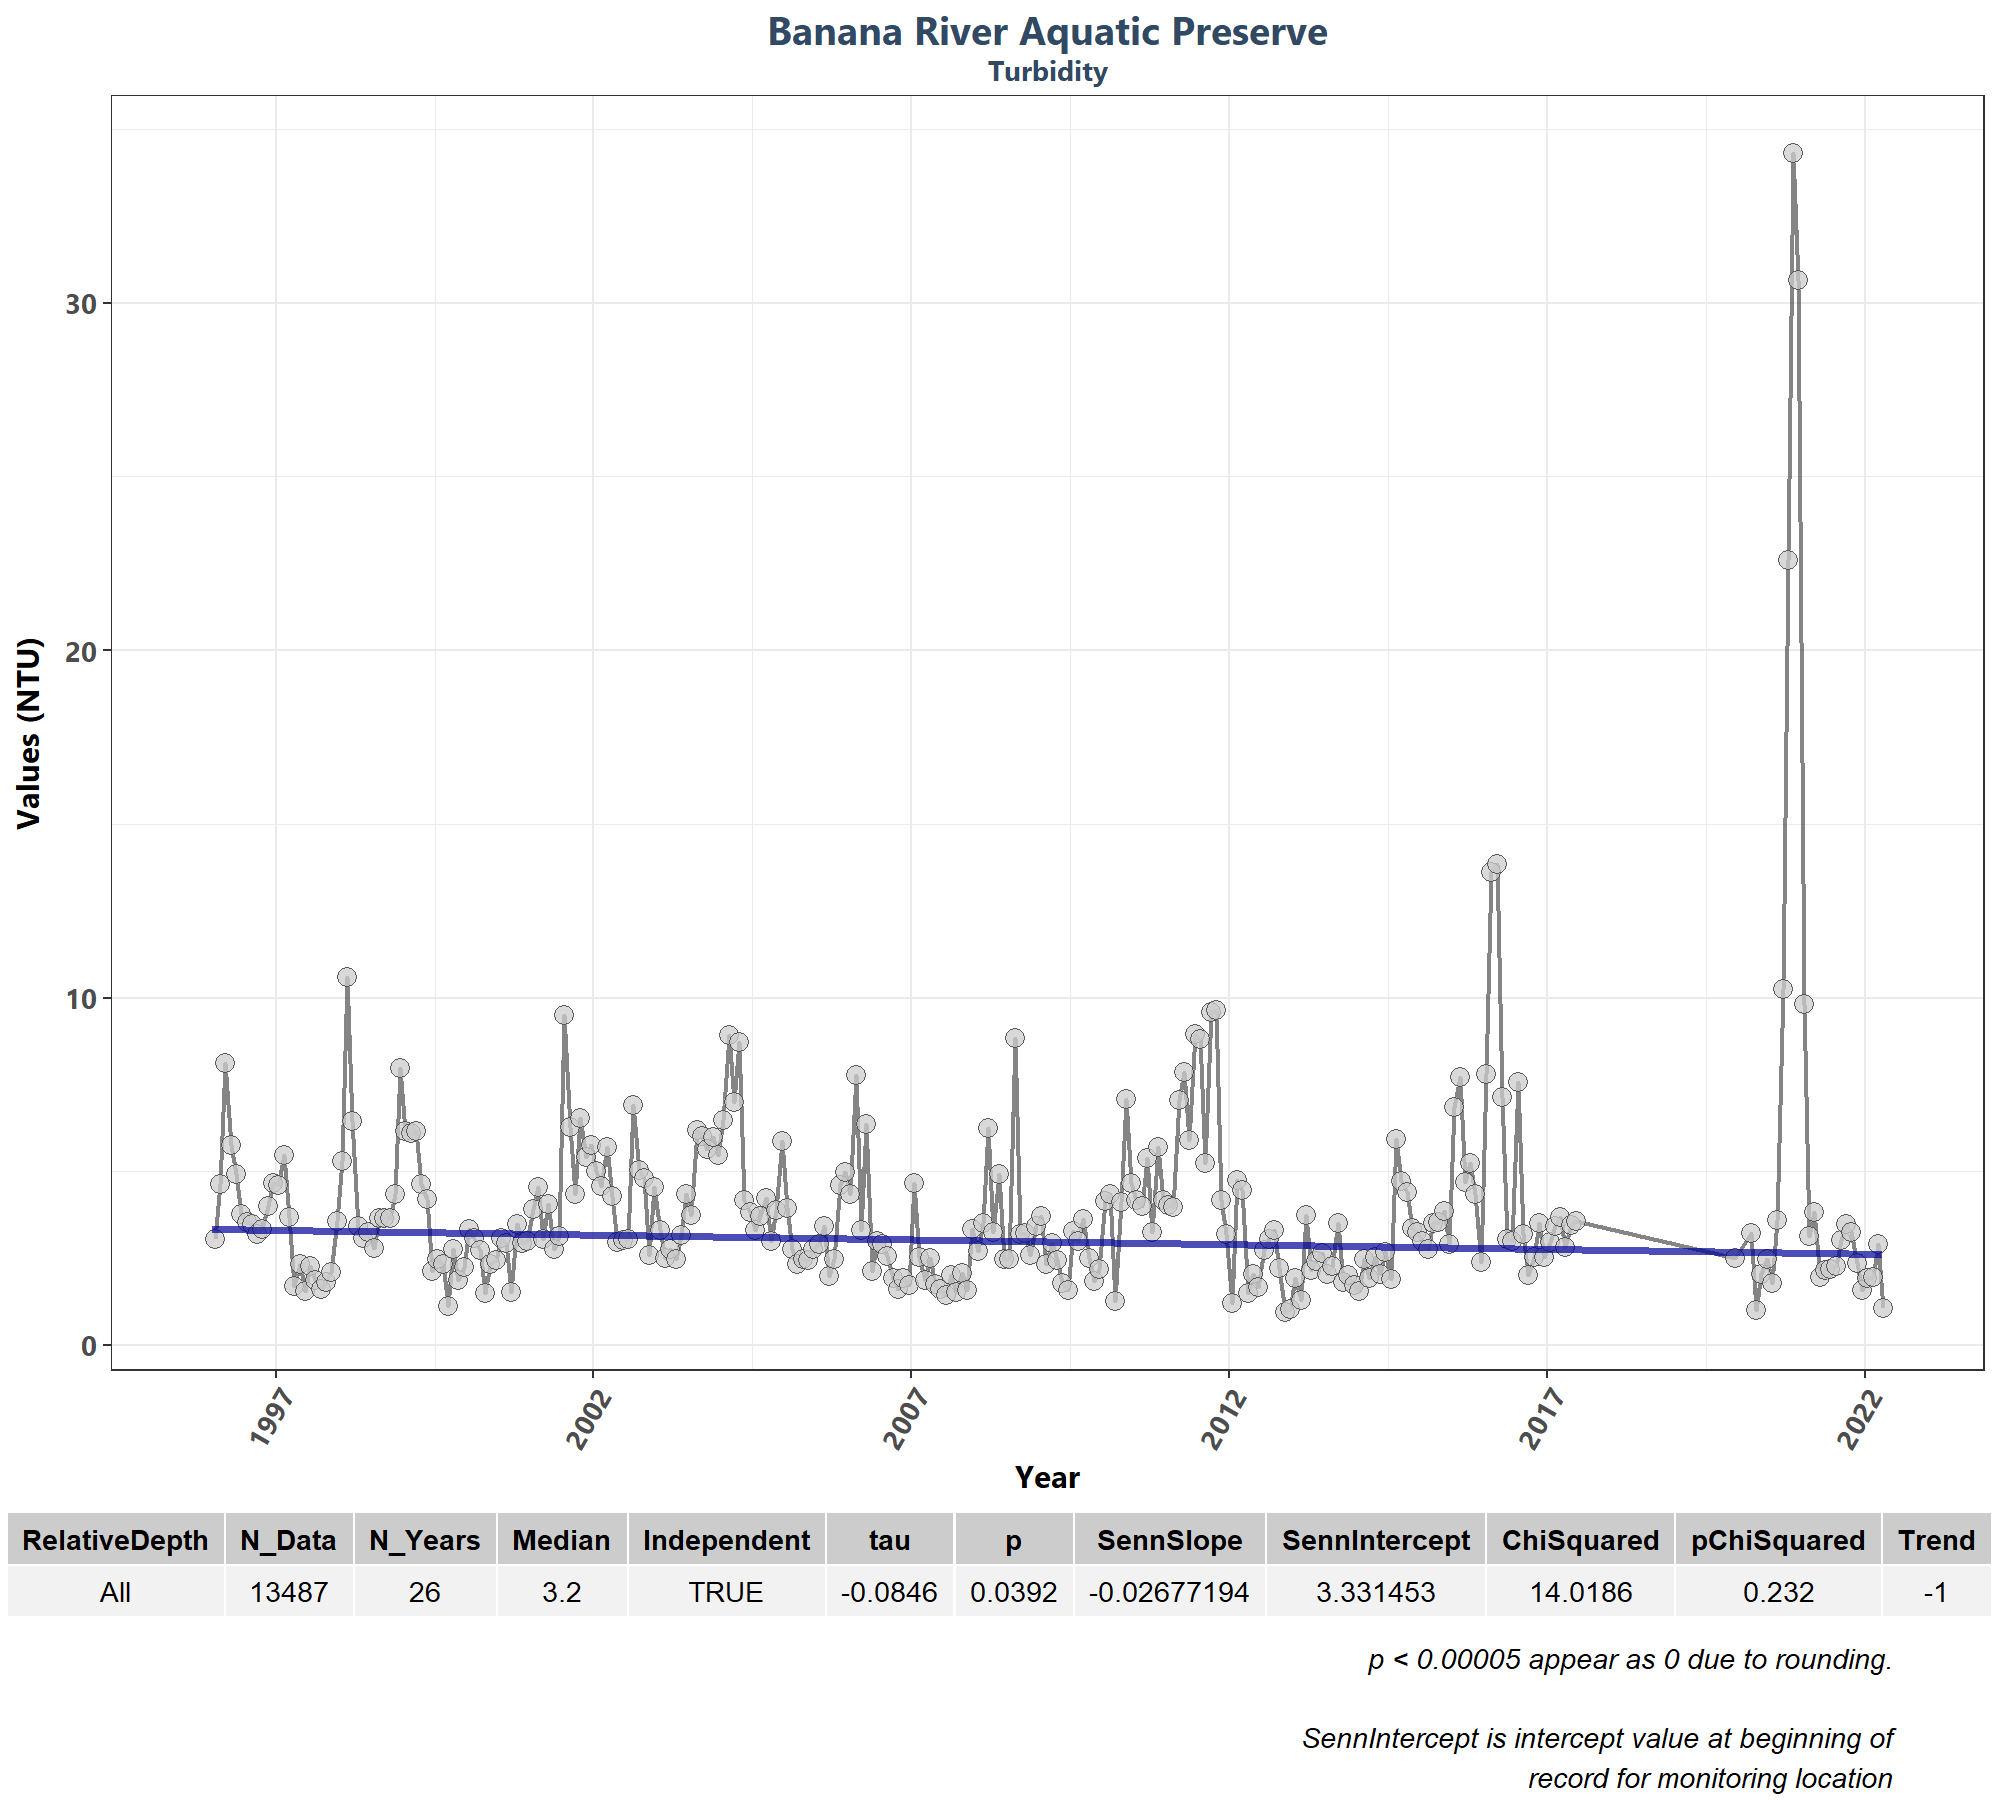 Banana River Aquatic Preserve
Turbidity
Values (NTU)
30
20
10
0
1997 2002 2007 2012 2017 2022
Year
RelativeDepth N_Data N_Years Median Independent tau p SennSlope SennIntercept ChiSquared pChiSquared Trend
All 13487 26 3.2 TRUE -0.0846 0.0392 -0.02677194 3.331453 14.0186 0.232 -1
p < 0.00005 appear as 0 due to rounding.
SennIntercept is intercept value at beginning of
record for monitoring location